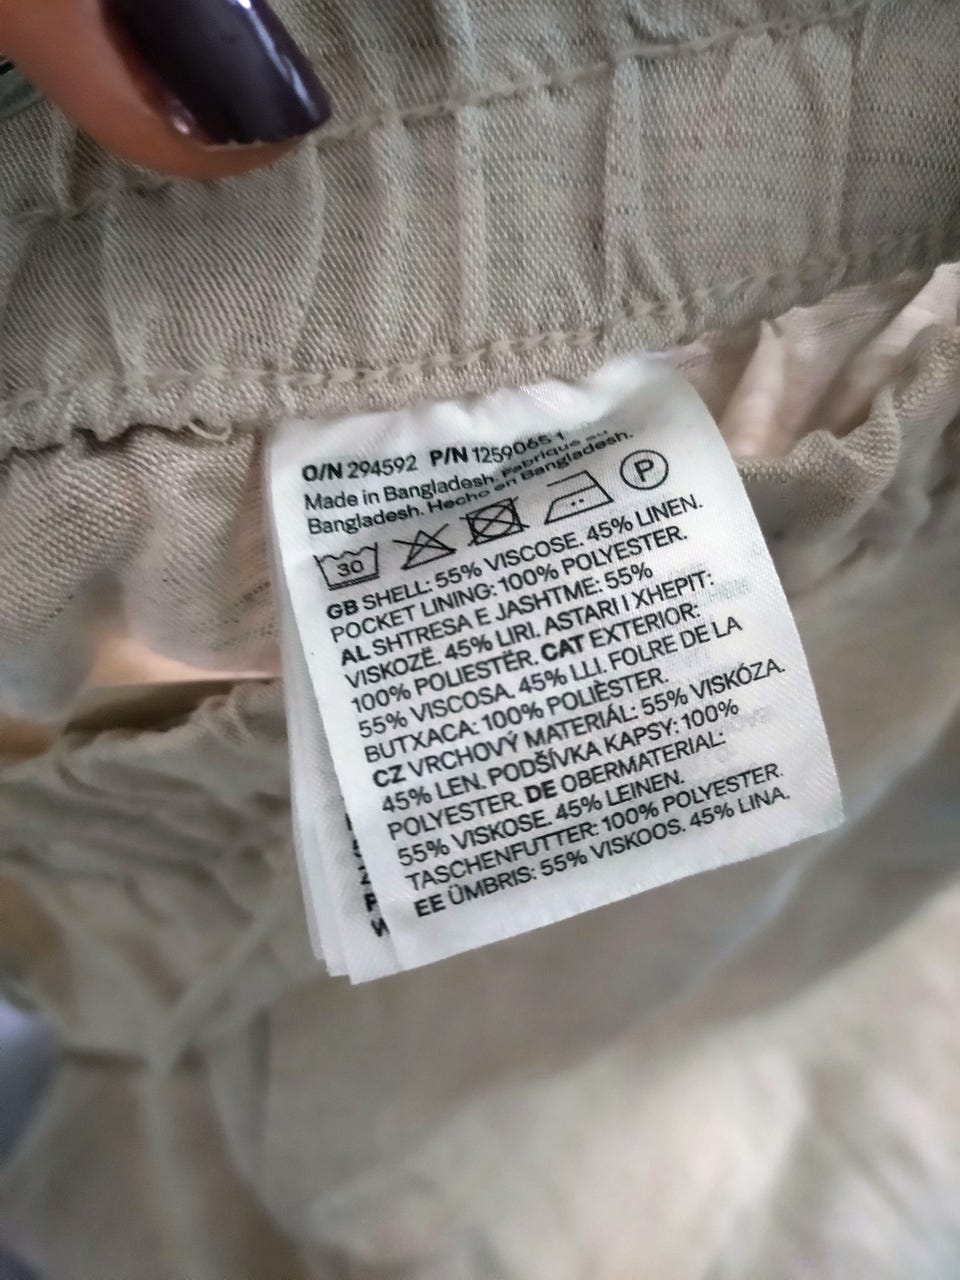 O/N 294592 P/N 1259065 1
Made in Bangladesh. Fabriqué au
Bangladesh. Hecho en Bangladesh.
30 P
GB SHELL: 55% VISCOSE. 45% LINEN.
POCKET LINING: 100% POLYESTER.
AL SHTRESA E JASHTME: 55%
VISKOZË. 45% LIRI. ASTARI I XHEPIT:
100% POLIESTËR. CAT EXTERIOR:
55% VISCOSA. 45% LLI. FOLRE DE LA
BUTXACA: 100% POLIÈSTER.
CZ VRCHOVÝ MATERIÁL: 55% VISKÓZA.
45% LEN. PODŠÍVKA KAPSY: 100%
POLYESTER. DE OBERMATERIAL:
55% VISKOSE. 45% LEINEN.
TASCHENFUTTER: 100% POLYESTER.
EE ÜMBRIS: 55% VISKOOS. 45% LINA.